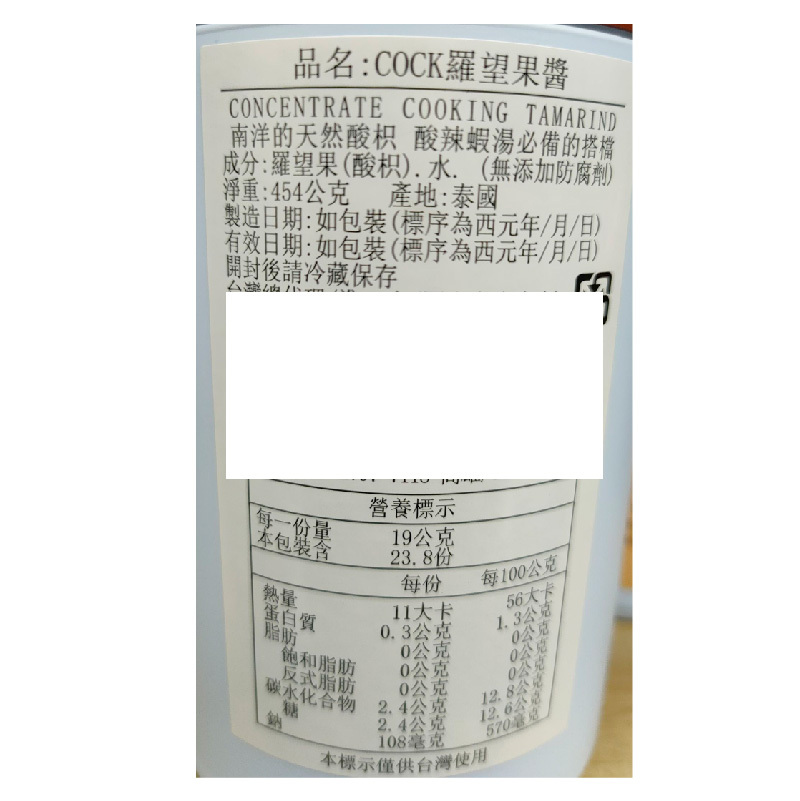 品名:COCK羅望果醬
CONCENTRATE COOKING TAMARIND
南洋的天然酸枳 酸辣蝦湯必備的搭檔
成分:羅望果(酸枳).水. (無添加防腐劑)
淨重:454公克 產地:泰國
製造日期:如包裝(標序為西元年/月/日)
有效日期:如包裝(標序為西元年/月/日)
開封後請冷藏保存
營養標示
每一份量 19公克
本包裝含 23.8份
每份 每100公克
熱量 11大卡 56大卡
蛋白質 0.3公克 1.3公克
脂肪 0公克 0公克
飽和脂肪 0公克 0公克
反式脂肪 0公克 0公克
碳水化合物 2.4公克 12.8公克
糖 2.4公克 12.6公克
鈉 108毫克 570毫克
本標示僅供台灣使用